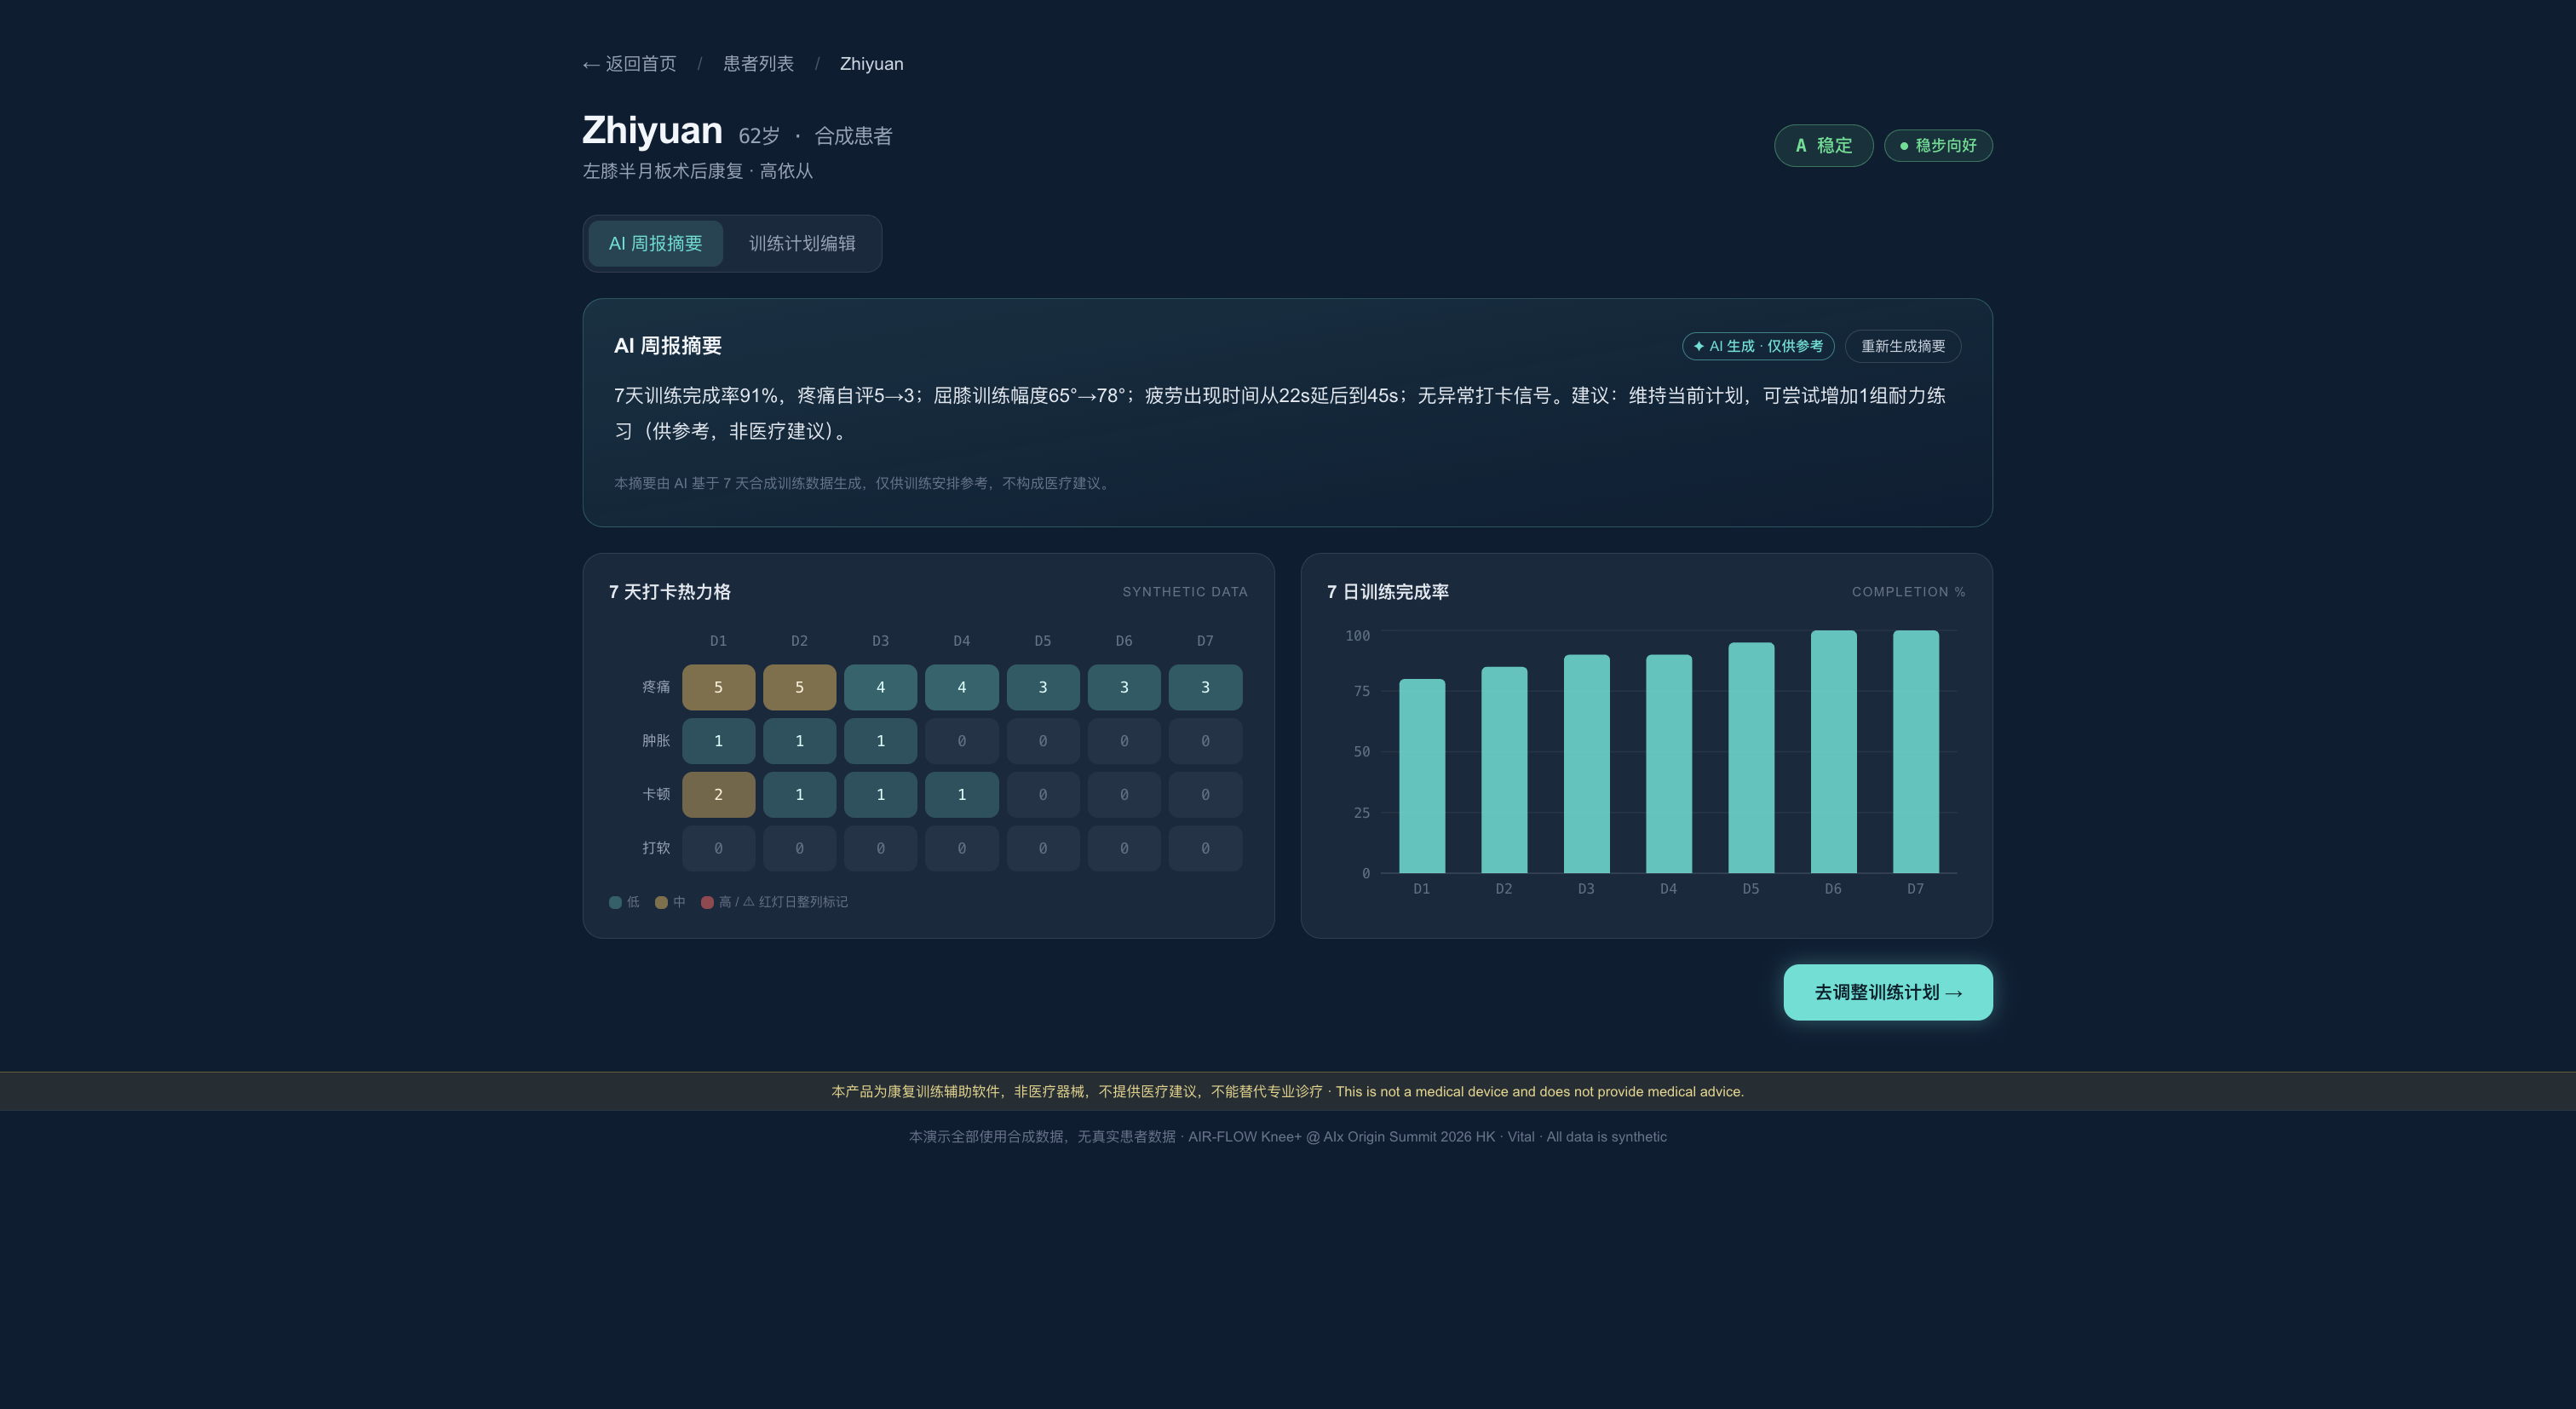 ← 返回首页 / 患者列表 / Zhiyuan
Zhiyuan 62岁 · 合成患者
左膝半月板术后康复 · 高依从
A 稳定
稳步向好
AI 周报摘要
训练计划编辑
AI 周报摘要
✦ AI 生成 · 仅供参考
重新生成摘要
7天训练完成率91%，疼痛自评5→3；屈膝训练幅度65°→78°；疲劳出现时间从22s延后到45s；无异常打卡信号。建议：维持当前计划，可尝试增加1组耐力练
习（供参考，非医疗建议）。
本摘要由 AI 基于 7 天合成训练数据生成，仅供训练安排参考，不构成医疗建议。
7 天打卡热力格
SYNTHETIC DATA
D1 D2 D3 D4 D5 D6 D7
疼痛 5 5 4 4 3 3 3
肿胀 1 1 1 0 0 0 0
卡顿 2 1 1 1 0 0 0
打软 0 0 0 0 0 0 0
低 中 高 / ⚠ 红灯日整列标记
7 日训练完成率
COMPLETION %
100
75
50
25
0
D1 D2 D3 D4 D5 D6 D7
去调整训练计划 →
本产品为康复训练辅助软件，非医疗器械，不提供医疗建议，不能替代专业诊疗 · This is not a medical device and does not provide medical advice.
本演示全部使用合成数据，无真实患者数据 · AIR-FLOW Knee+ @ AIx Origin Summit 2026 HK · Vital · All data is synthetic